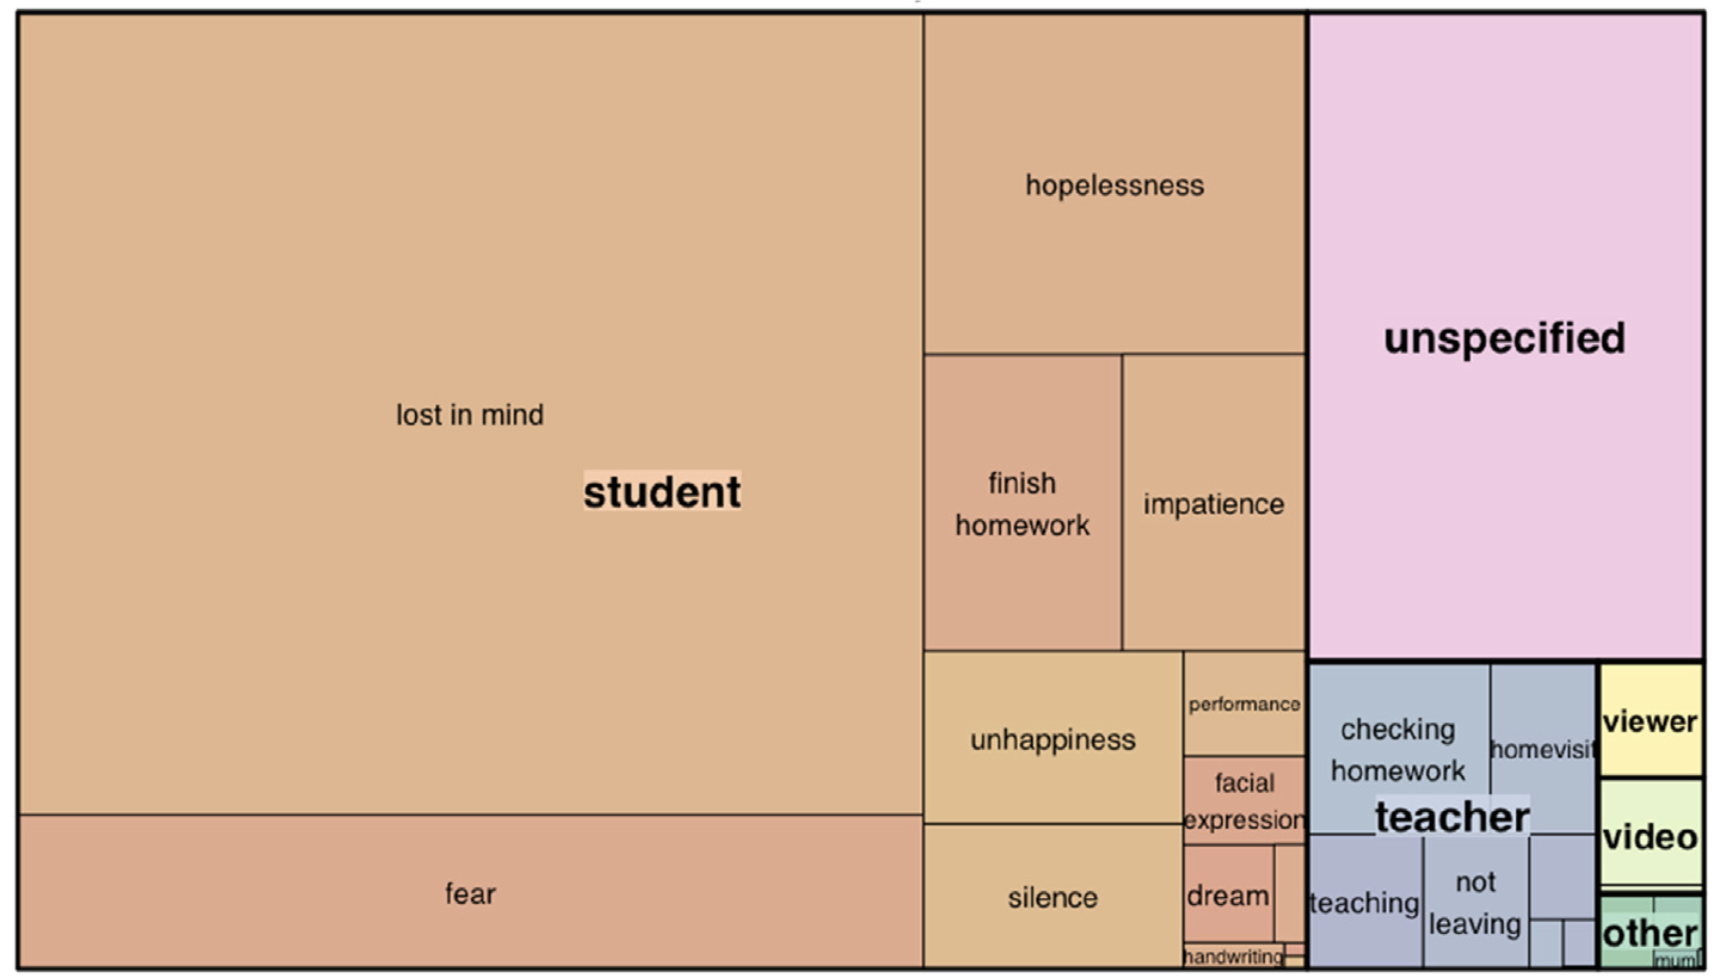 hopelessness
unspecified
lost in mind
student
finish
homework
impatience
unhappiness
performance
facial
expression
silence
dream
handwriting
fear
checking
homework
homevisit
teacher
teaching
not
leaving
viewer
video
other
mum